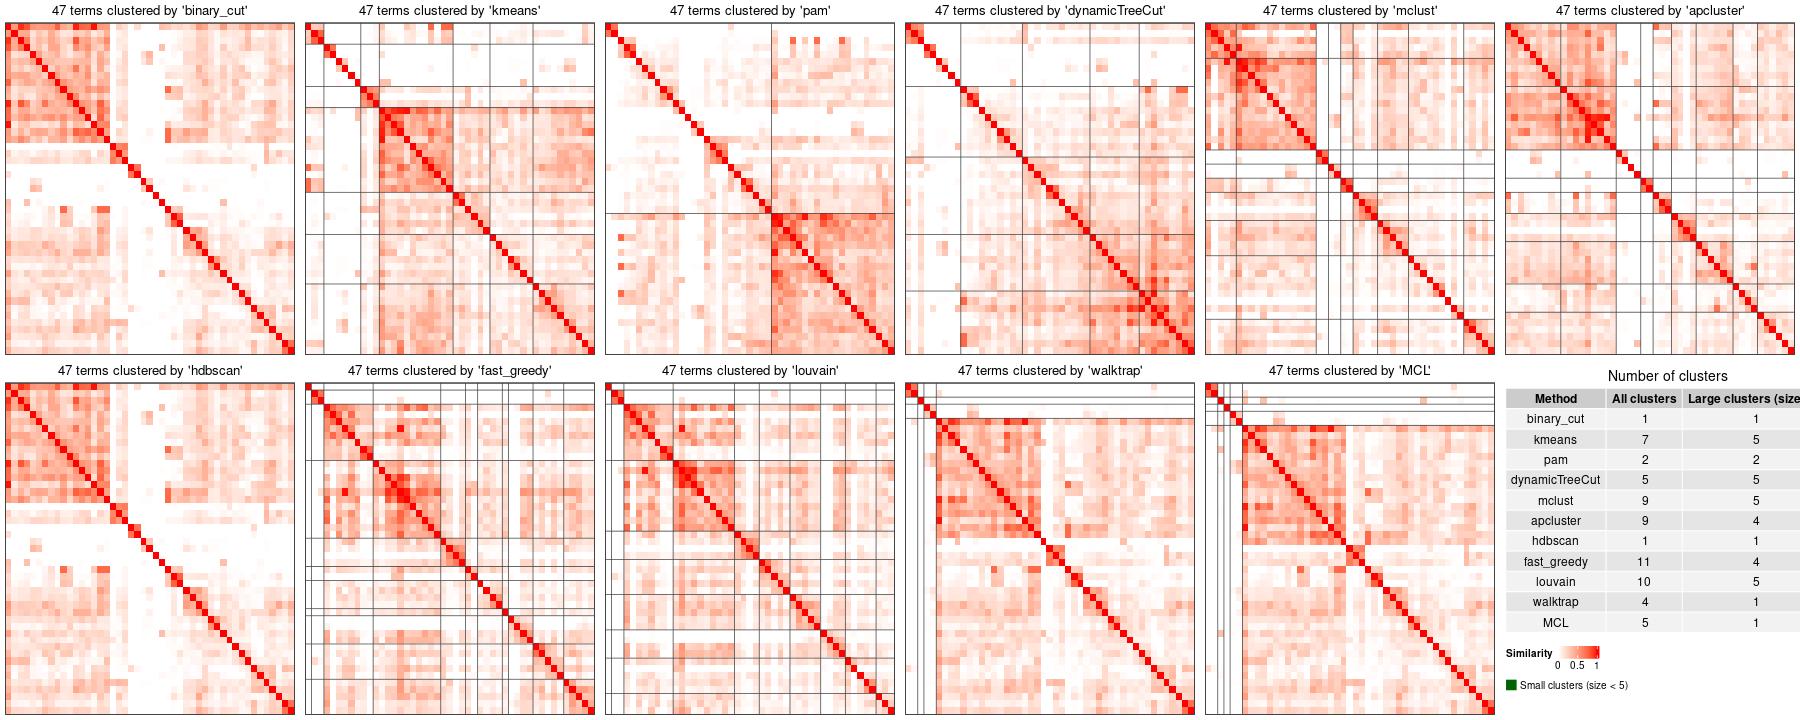 47 terms clustered by 'binary_cut'
47 terms clustered by 'kmeans'
47 terms clustered by 'pam'
47 terms clustered by 'dynamicTreeCut'
47 terms clustered by 'mclust'
47 terms clustered by 'apcluster'
47 terms clustered by 'hdbscan'
47 terms clustered by 'fast_greedy'
47 terms clustered by 'louvain'
47 terms clustered by 'walktrap'
47 terms clustered by 'MCL'
Number of clusters
Method All clusters Large clusters (size
binary_cut 1 1
kmeans 7 5
pam 2 2
dynamicTreeCut 5 5
mclust 9 5
apcluster 9 4
hdbscan 1 1
fast_greedy 11 4
louvain 10 5
walktrap 4 1
MCL 5 1
Similarity
0 0.5 1
Small clusters (size < 5)